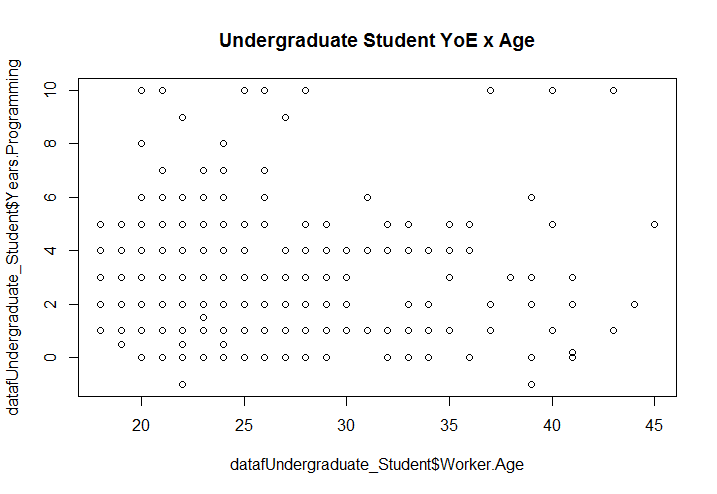 Undergraduate Student YoE x Age
datafUndergraduate_Student$Years.Programming
10
8
6
4
2
0
20 25 30 35 40 45
datafUndergraduate_Student$Worker.Age